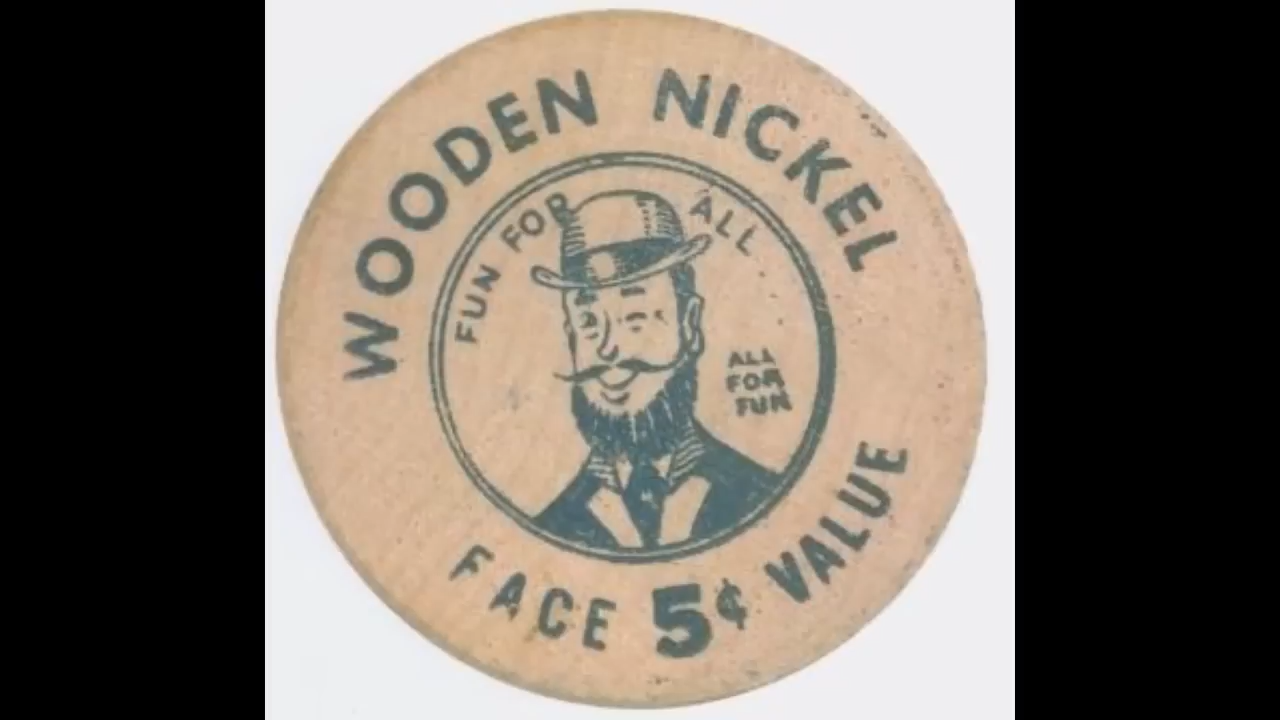 WOODEN NICKEL
FUN FOR ALL
ALL
FOR
FUN
FACE 5¢ VALUE